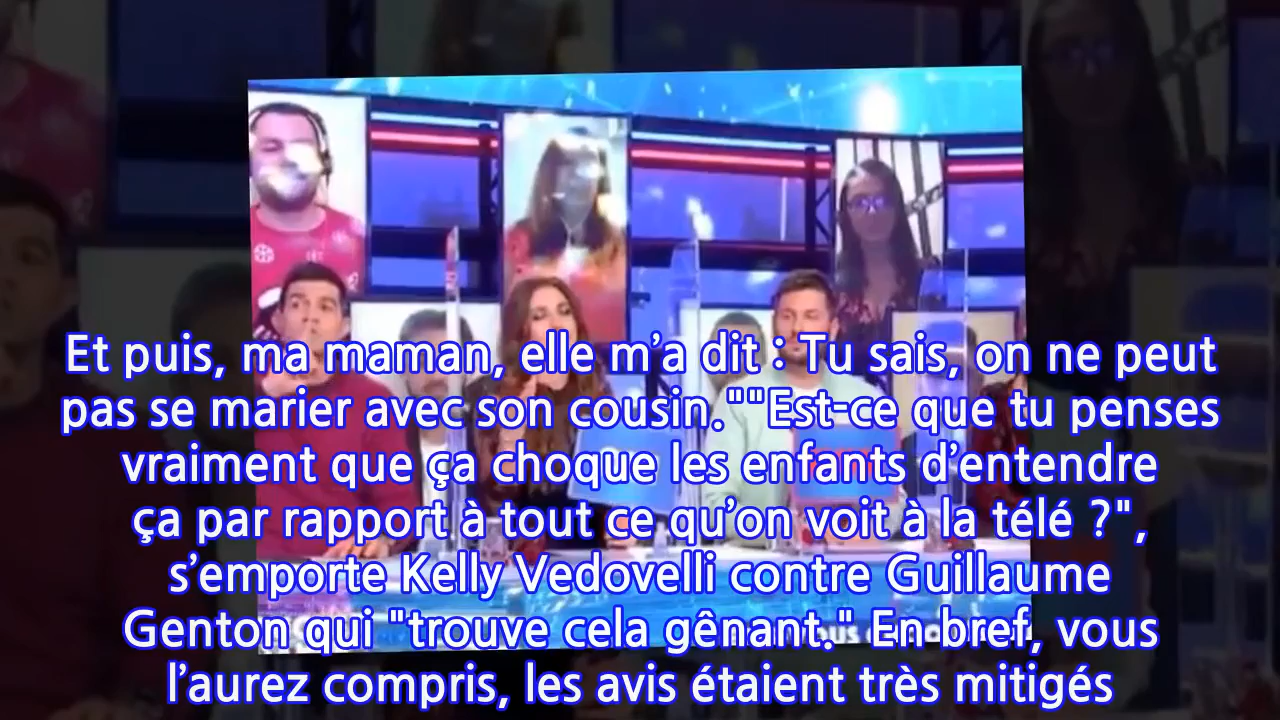 Et puis, ma maman, elle m’a dit : Tu sais, on ne peut
pas se marier avec son cousin.""Est-ce que tu penses
vraiment que ça choque les enfants d’entendre
ça par rapport à tout ce qu’on voit à la télé ?",
s’emporte Kelly Vedovelli contre Guillaume
Genton qui "trouve cela gênant." En bref, vous
l’aurez compris, les avis étaient très mitigés